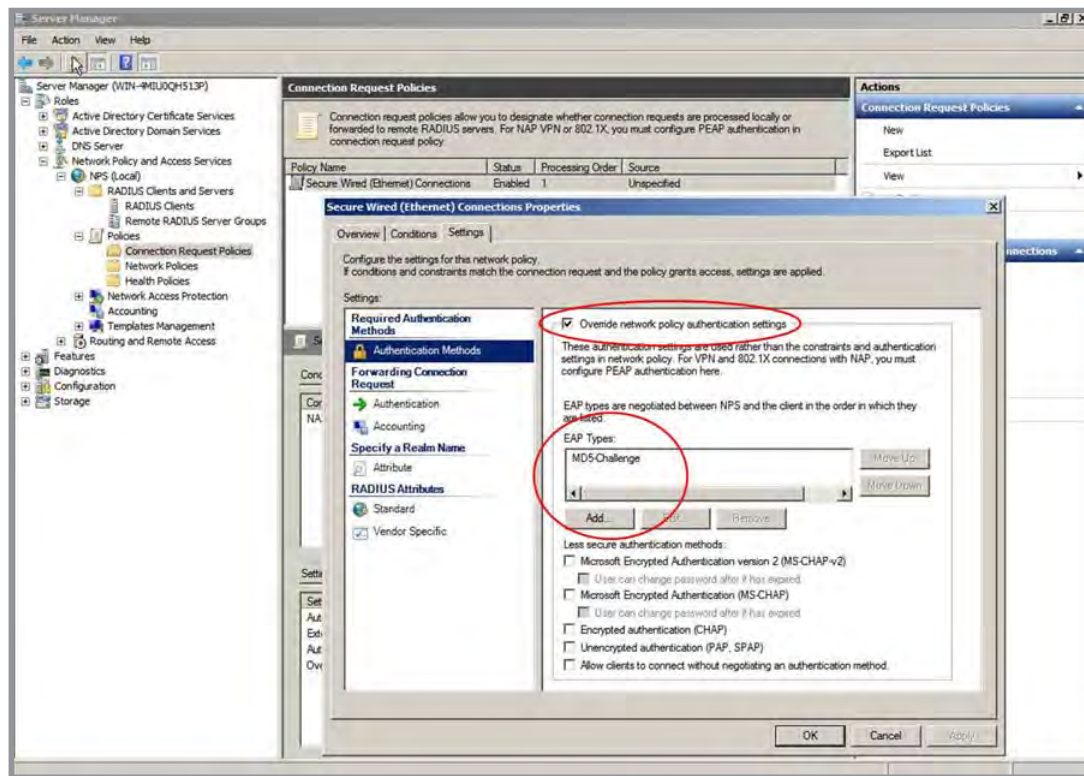 Server Manager
File Action View Help
Server Manager (WIN-4MIU0QH513P)
Roles
Active Directory Certificate Services
Active Directory Domain Services
DNS Server
Network Policy and Access Services
NPS (Local)
RADIUS Clients and Servers
RADIUS Clients
Remote RADIUS Server Groups
Policies
Connection Request Policies
Network Policies
Health Policies
Network Access Protection
Accounting
Templates Management
Routing and Remote Access
Features
Diagnostics
Configuration
Storage
Connection Request Policies
Connection request policies allow you to designate whether connection requests are processed locally or
forwarded to remote RADIUS servers. For NAP VPN or 802.1X, you must configure PEAP authentication in
connection request policy.
Policy Name Status Processing Order Source
Secure Wired (Ethernet) Connections Enabled 1 Unspecified
Actions
Connection Request Policies
New
Export List
View
nnections
Secure Wired (Ethernet) Connections Properties
Overview Conditions Settings
Configure the settings for this network policy.
If conditions and constraints match the connection request and the policy grants access, settings are applied.
Settings:
Required Authentication
Methods
Authentication Methods
Forwarding Connection
Request
Authentication
Accounting
Specify a Realm Name
Attribute
RADIUS Attributes
Standard
Vendor Specific
Override network policy authentication settings
These authentication settings are used rather than the constraints and authentication
settings in network policy. For VPN and 802.1X connections with NAP, you must
configure PEAP authentication here.
EAP types are negotiated between NPS and the client in the order in which they
are listed.
EAP Types:
MD5-Challenge
Move Up
Move Down
Add... Edit... Remove
Less secure authentication methods:
Microsoft Encrypted Authentication version 2 (MS-CHAP-v2)
User can change password after it has expired
Microsoft Encrypted Authentication (MS-CHAP)
User can change password after it has expired
Encrypted authentication (CHAP)
Unencrypted authentication (PAP, SPAP)
Allow clients to connect without negotiating an authentication method.
OK Cancel Apply
Cond
Cor
NA
Settin
Set
Aut
Exte
Aut
Ove